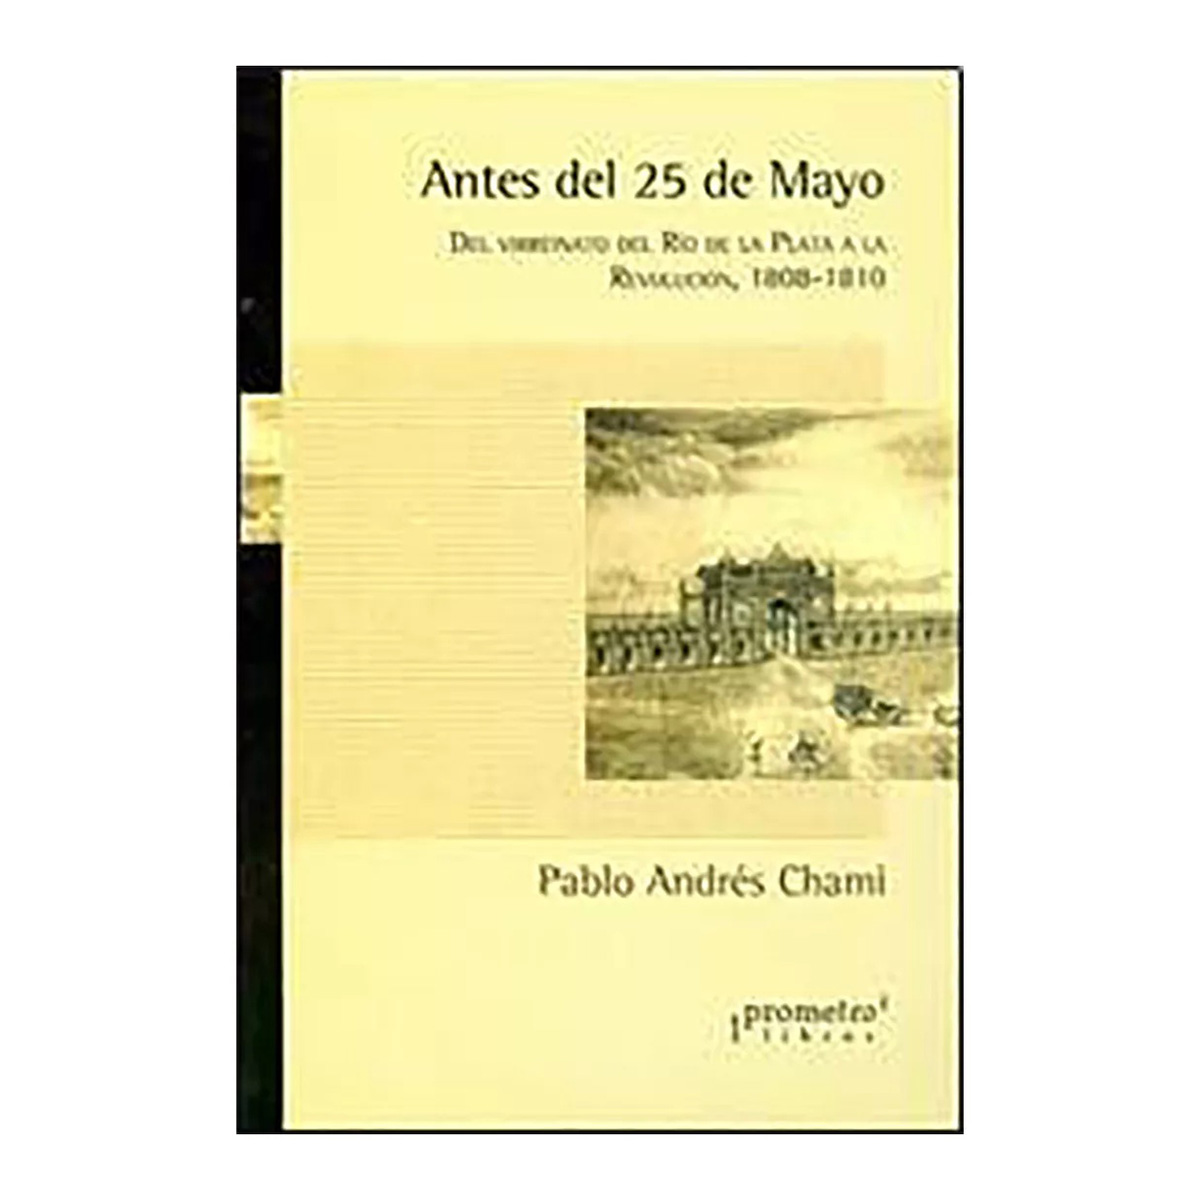 Antes del 25 de Mayo
DEL VIRREINATO DEL RÍO DE LA PLATA A LA
REVOLUCIÓN, 1808-1810
Pablo Andrés Chami
prometeo
libros